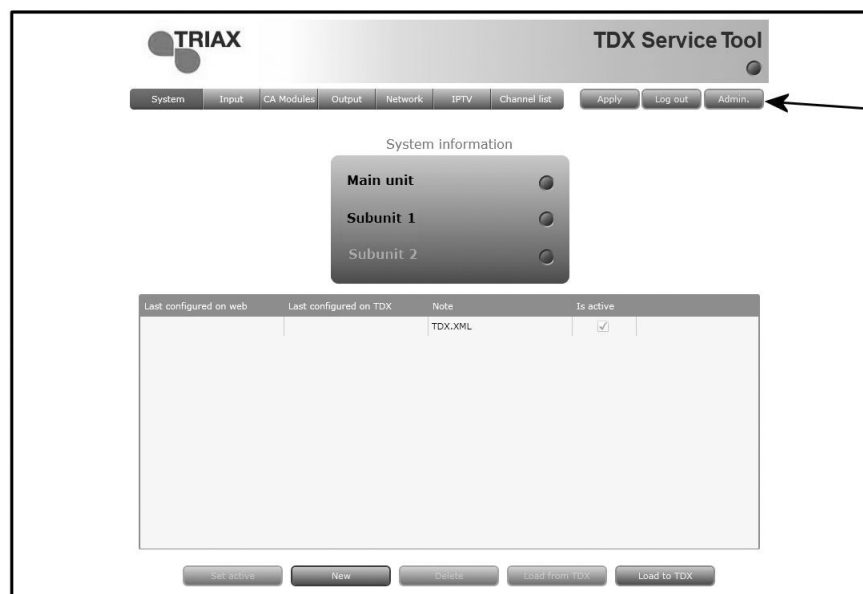 TRIAX
TDX Service Tool
System Input CA Modules Output Network IPTV Channel list Apply Log out Admin.
System information
Main unit
Subunit 1
Subunit 2
Last configured on web Last configured on TDX Note Is active
TDX.XML
Set active New Delete Load from TDX Load to TDX